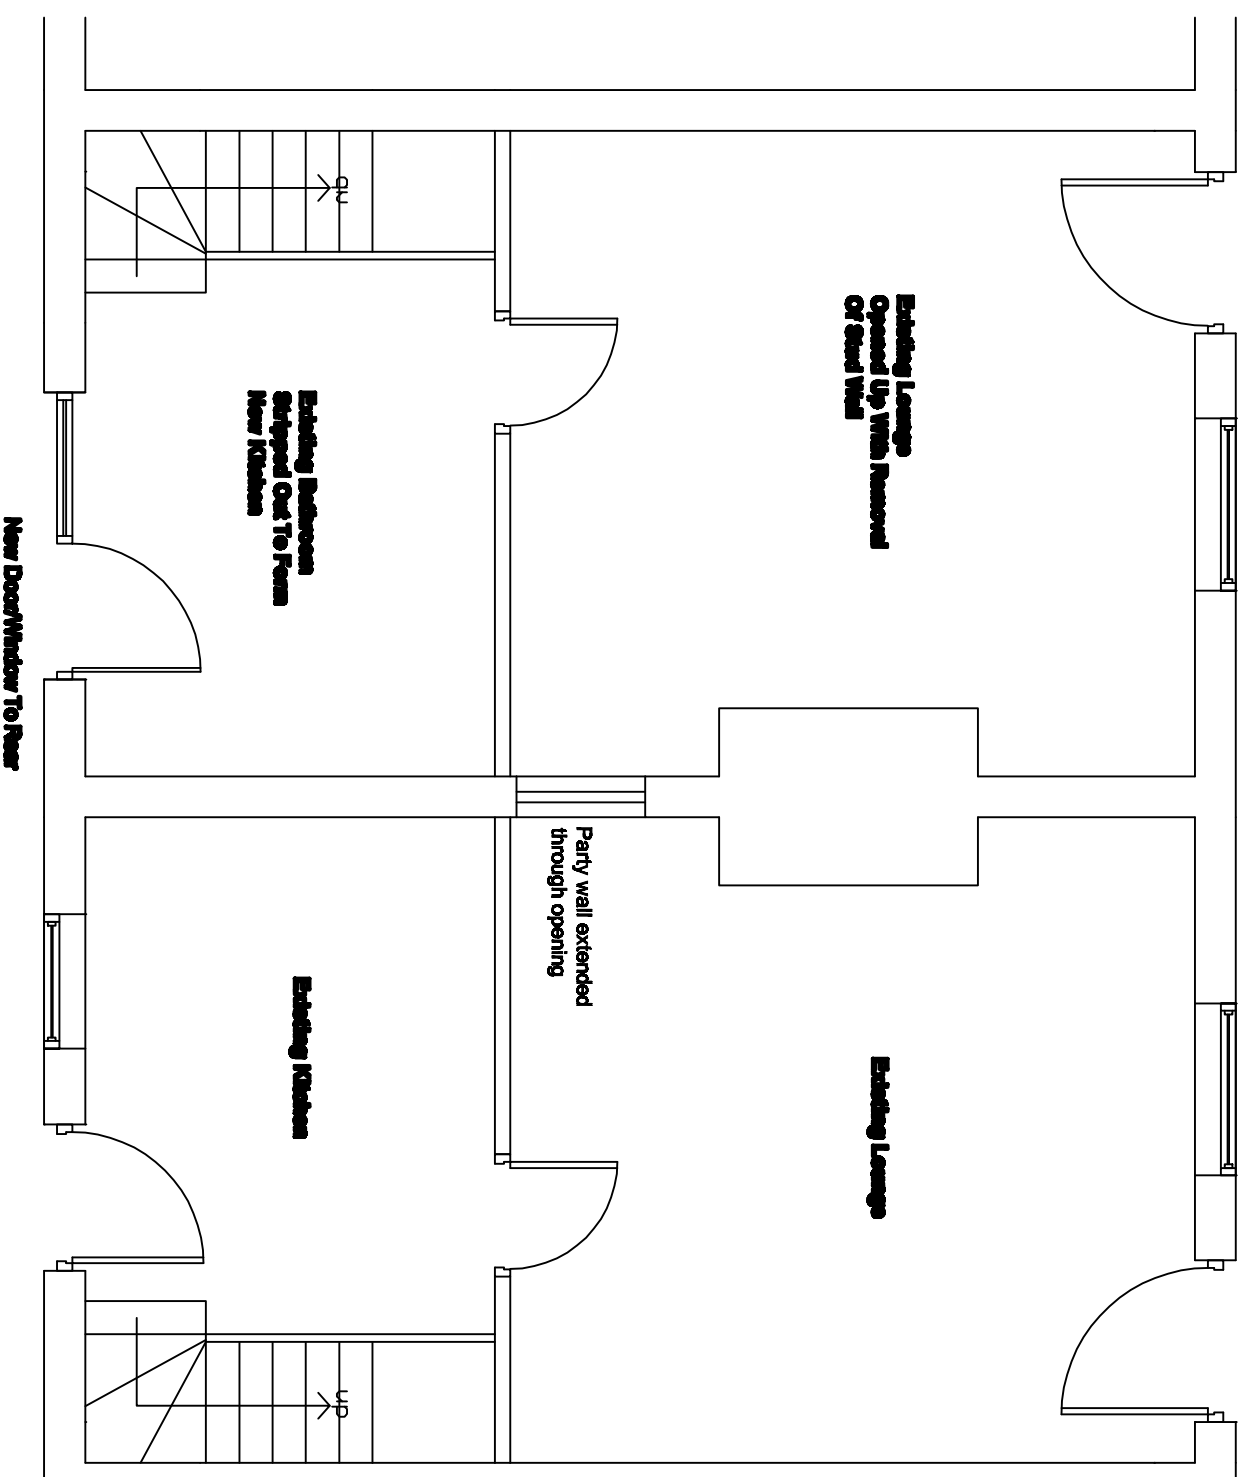 up
Existing Lounge
Opened Up With Removal
Of Stud Wall
Existing Bathroom
Stripped Out To Form
New Kitchen
New Door/Window To Rear
Party wall extended
through opening
Existing Kitchen
Existing Lounge
up